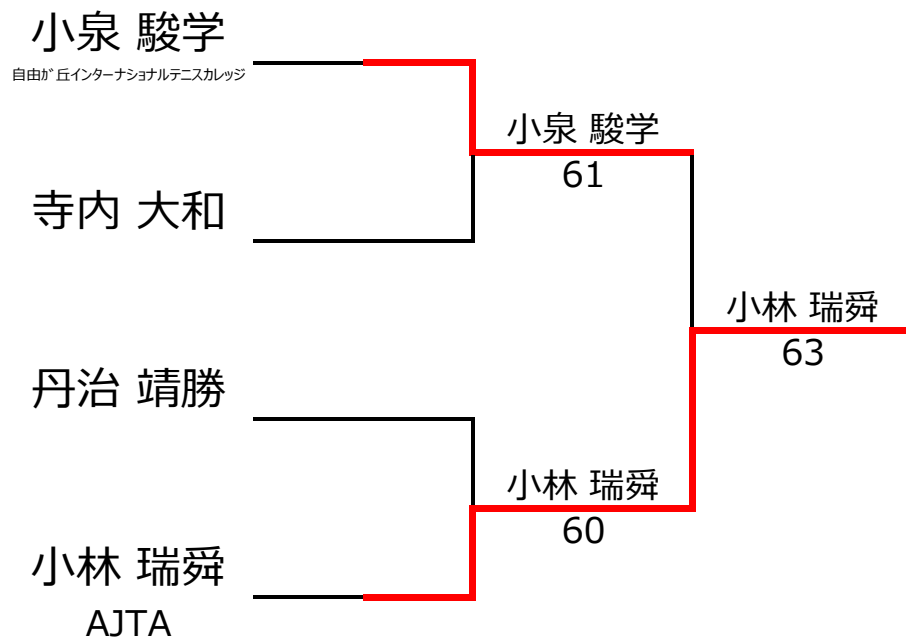 小泉 駿学
自由が丘インターナショナルテニスカレッジ
小泉 駿学
61
寺内 大和
小林 瑞舜
63
丹治 靖勝
小林 瑞舜
60
小林 瑞舜
AJTA